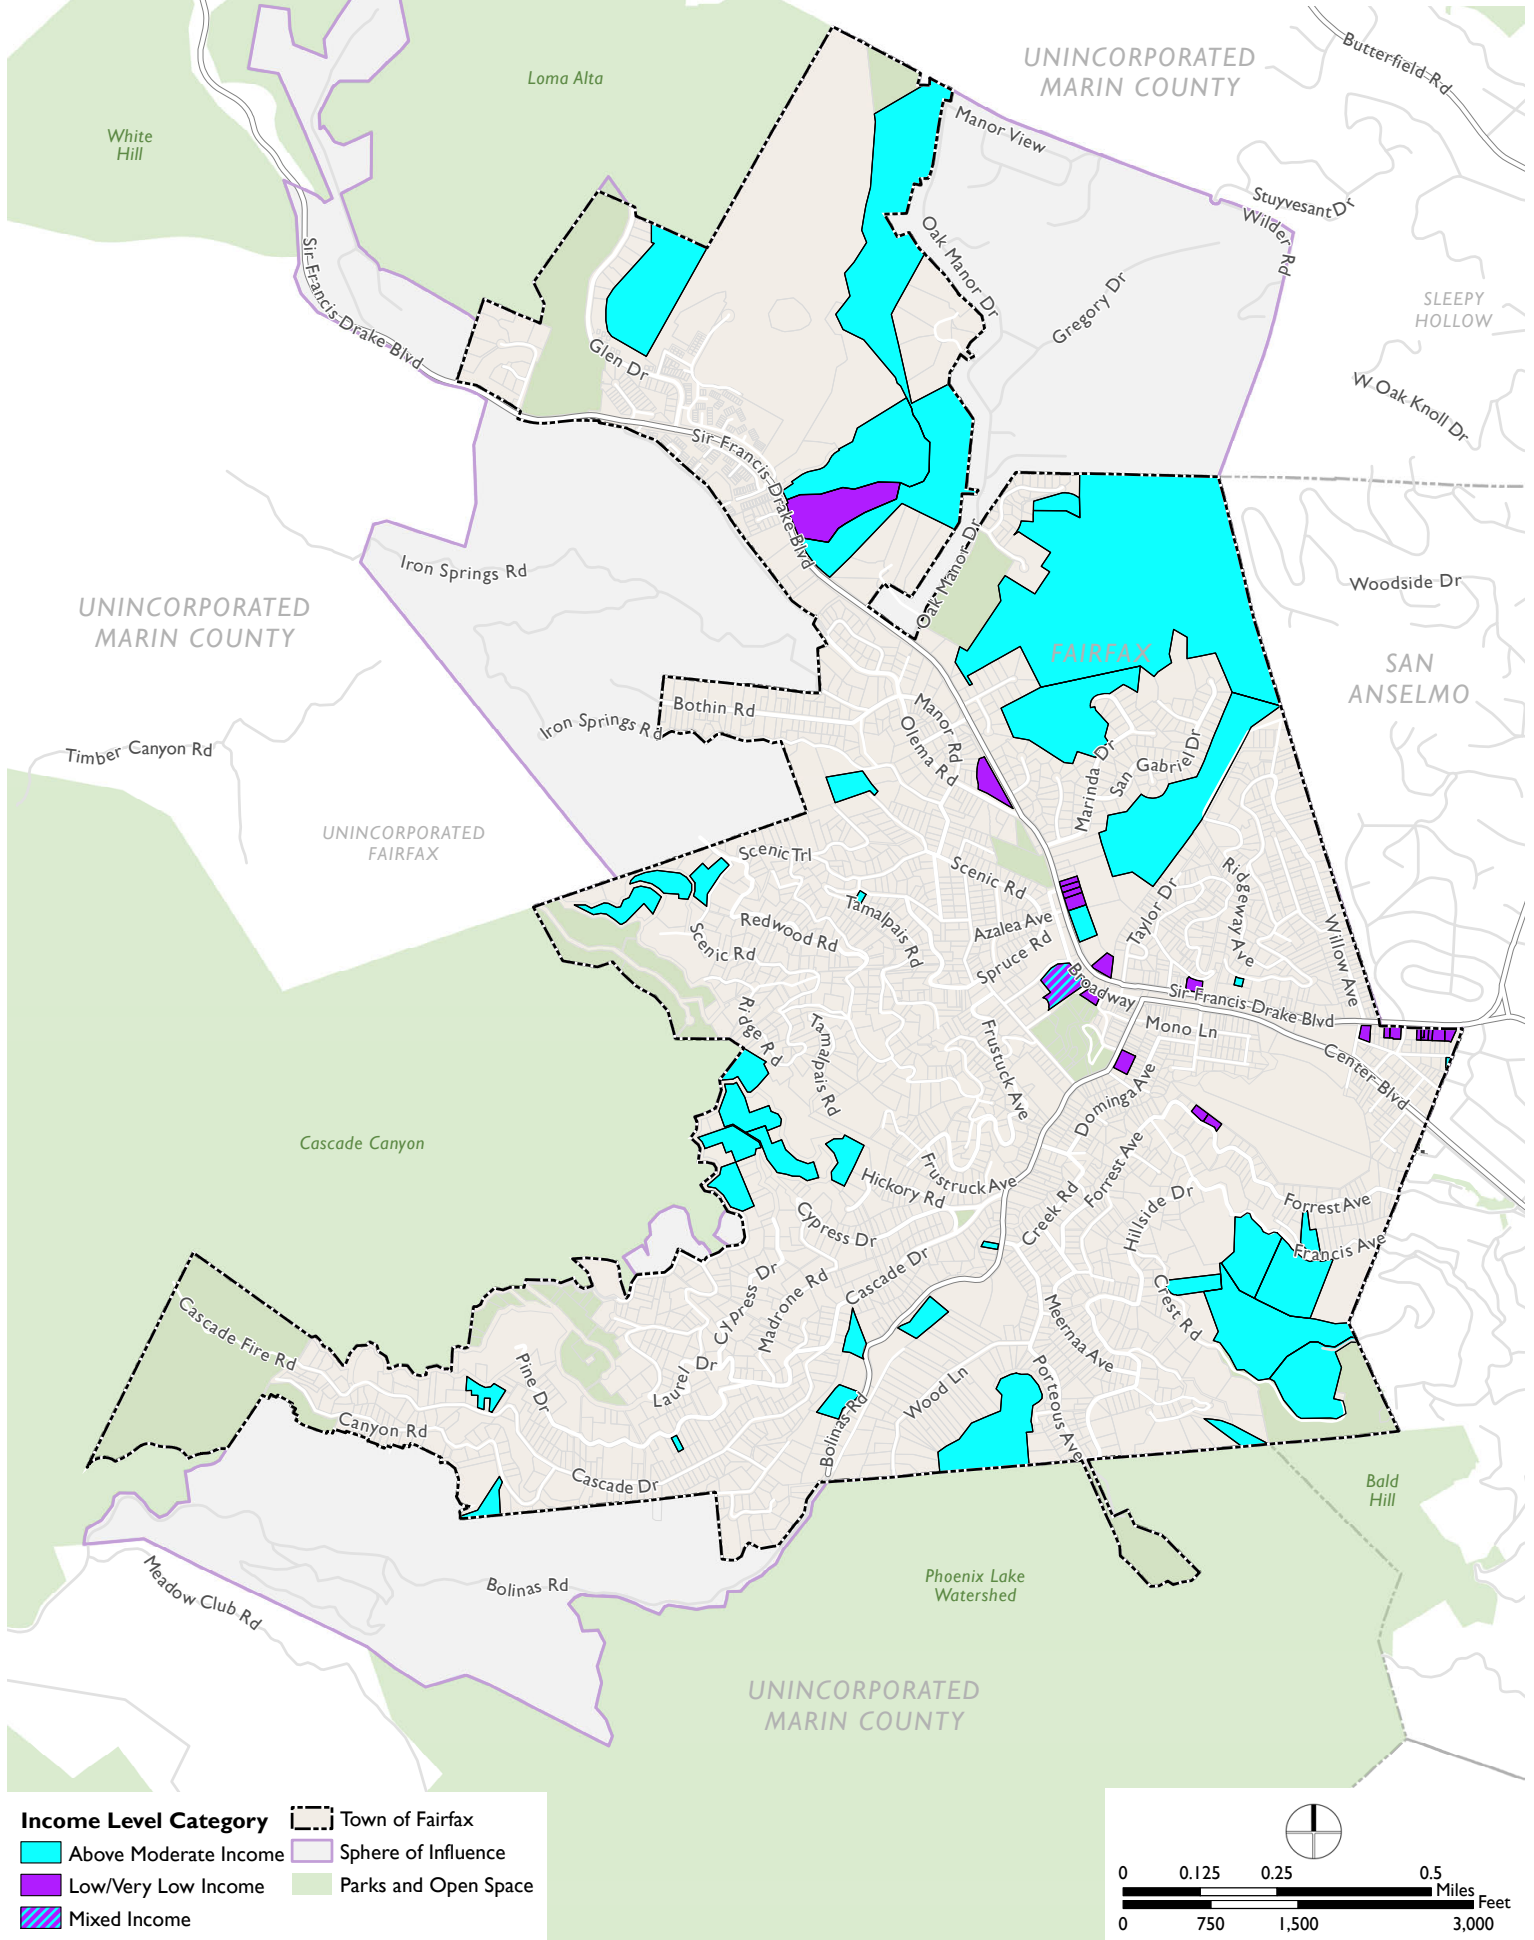 UNINCORPORATED
MARIN COUNTY
Butterfield Rd
Loma Alta
White
Hill
Manor View
Stuyvesant Dr
Wilder Rd
Oak Manor Dr
Sir Francis Drake Blvd
Gregory Dr
SLEEPY
HOLLOW
Glen Dr
W Oak Knoll Dr
Sir Francis Drake Blvd
Oak Manor Dr
Iron Springs Rd
Woodside Dr
UNINCORPORATED
MARIN COUNTY
FAIRFAX
SAN
ANSELMO
Bothin Rd
Manor Rd
Olema Rd
Iron Springs Rd
Timber Canyon Rd
Marinda Dr
San Gabriel Dr
UNINCORPORATED
FAIRFAX
Scenic Trl
Scenic Rd
Ridgeway Ave
Taylor Dr
Tamalpais Rd
Azalea Ave
Redwood Rd
Scenic Rd
Spruce Rd
Willow Ave
Broadway
Sir Francis Drake Blvd
Mono Ln
Ridge Rd
Tamalpais Rd
Frustuck Ave
Center Blvd
Dominga Ave
Cascade Canyon
Forrest Ave
Frustruck Ave
Hickory Rd
Creek Rd
Hillside Dr
Forrest Ave
Cypress Dr
Francis Ave
Cascade Dr
Cypress Dr
Madrone Rd
Crest Rd
Meernaa Ave
Cascade Fire Rd
Pine Dr
Laurel Dr
Wood Ln
Porteous Ave
Canyon Rd
Bolinas Rd
Cascade Dr
Bald
Hill
Meadow Club Rd
Bolinas Rd
Phoenix Lake
Watershed
UNINCORPORATED
MARIN COUNTY
Income Level Category
Above Moderate Income
Low/Very Low Income
Mixed Income
Town of Fairfax
Sphere of Influence
Parks and Open Space
0 0.125 0.25 0.5
Miles
Feet
0 750 1,500 3,000